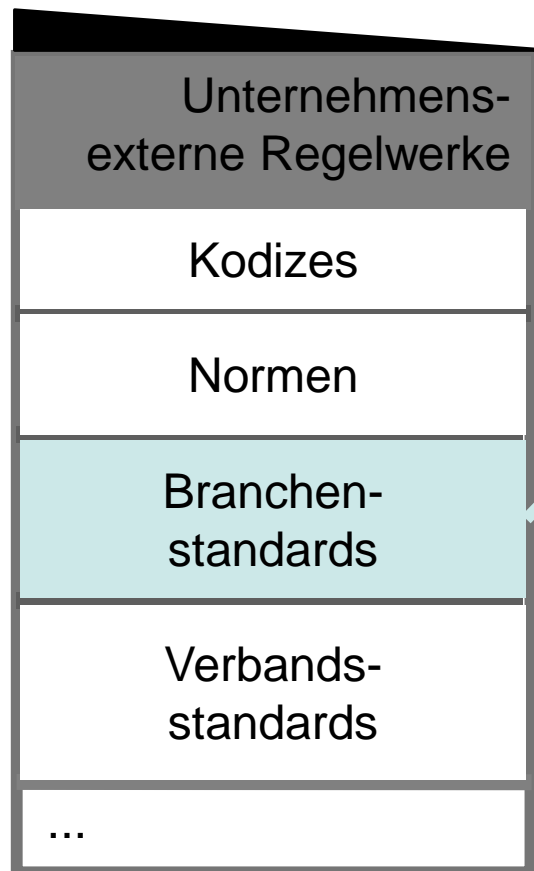 Unternehmens-
externe Regelwerke
Kodizes
Normen
Branchen-
standards
Verbands-
standards
...